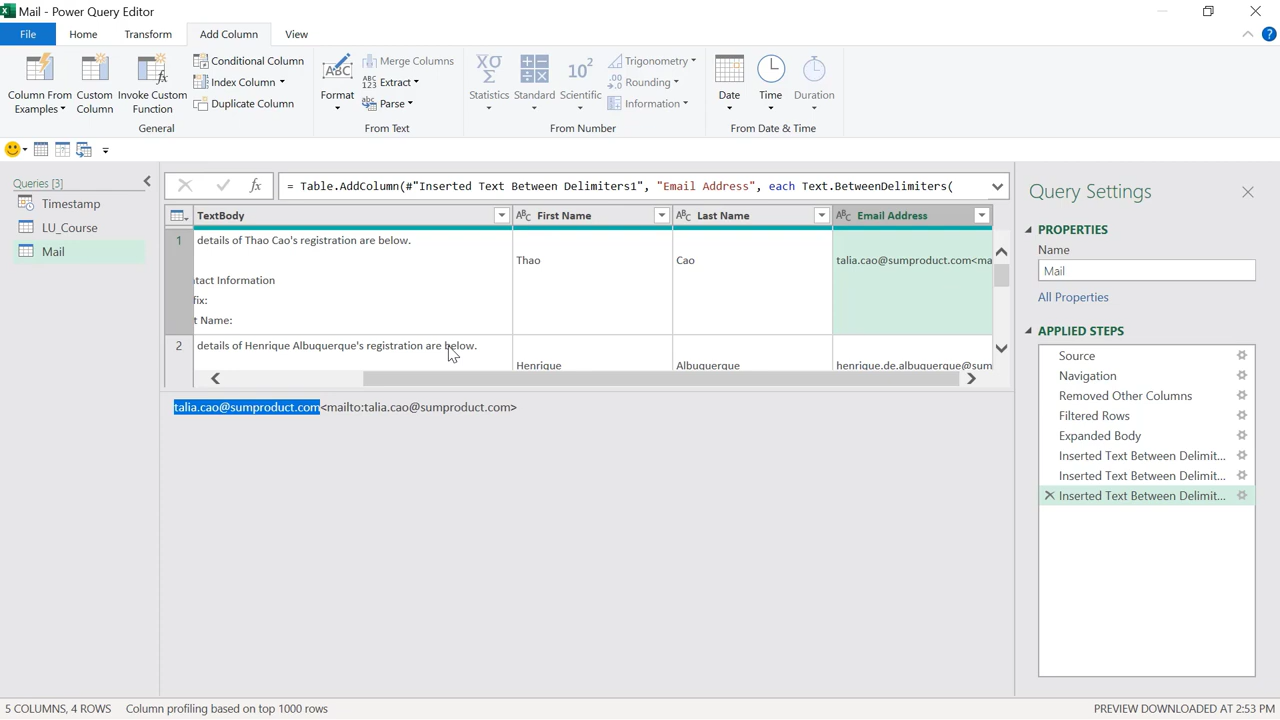 Mail - Power Query Editor
File
Home
Transform
Add Column
View
Column From
Examples
Custom
Column
Invoke Custom
Function
Conditional Column
Index Column
Duplicate Column
General
Format
Merge Columns
Extract
Parse
From Text
Statistics
Standard
Scientific
Trigonometry
Rounding
Information
From Number
Date
Time
Duration
From Date & Time
Queries [3]
Timestamp
LU_Course
Mail
= Table.AddColumn(#"Inserted Text Between Delimiters1", "Email Address", each Text.BetweenDelimiters(
TextBody
First Name
Last Name
Email Address
1
details of Thao Cao's registration are below.
Thao
Cao
talia.cao@sumproduct.com<ma
ntact Information
fix:
t Name:
2
details of Henrique Albuquerque's registration are below.
Henrique
Albuquerque
henrique.de.albuquerque@sum
talia.cao@sumproduct.com<mailto:talia.cao@sumproduct.com>
Query Settings
PROPERTIES
Name
Mail
All Properties
APPLIED STEPS
Source
Navigation
Removed Other Columns
Filtered Rows
Expanded Body
Inserted Text Between Delimit...
Inserted Text Between Delimit...
Inserted Text Between Delimit...
5 COLUMNS, 4 ROWS
Column profiling based on top 1000 rows
PREVIEW DOWNLOADED AT 2:53 PM